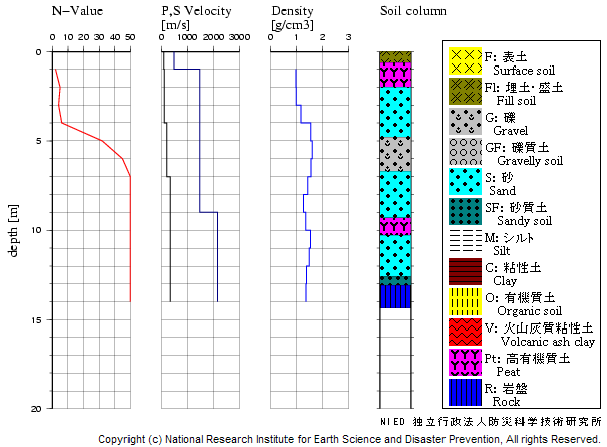 N-Value
P,S Velocity
[m/s]
Density
[g/cm3]
Soil column
0 10 20 30 40 50
0 1000 2000 3000
0 1 2 3
depth [m]
0
5
10
15
20
F: 表土
Surface soil
Fl: 埋土・盛土
Fill soil
G: 礫
Gravel
GF: 礫質土
Gravelly soil
S: 砂
Sand
SF: 砂質土
Sandy soil
M: シルト
Silt
C: 粘性土
Clay
O: 有機質土
Organic soil
V: 火山灰質粘性土
Volcanic ash clay
Pt: 高有機質土
Peat
R: 岩盤
Rock
NIED 独立行政法人防災科学技術研究所
Copyright (c) National Research Institute for Earth Science and Disaster Prevention, All rights Reserved.